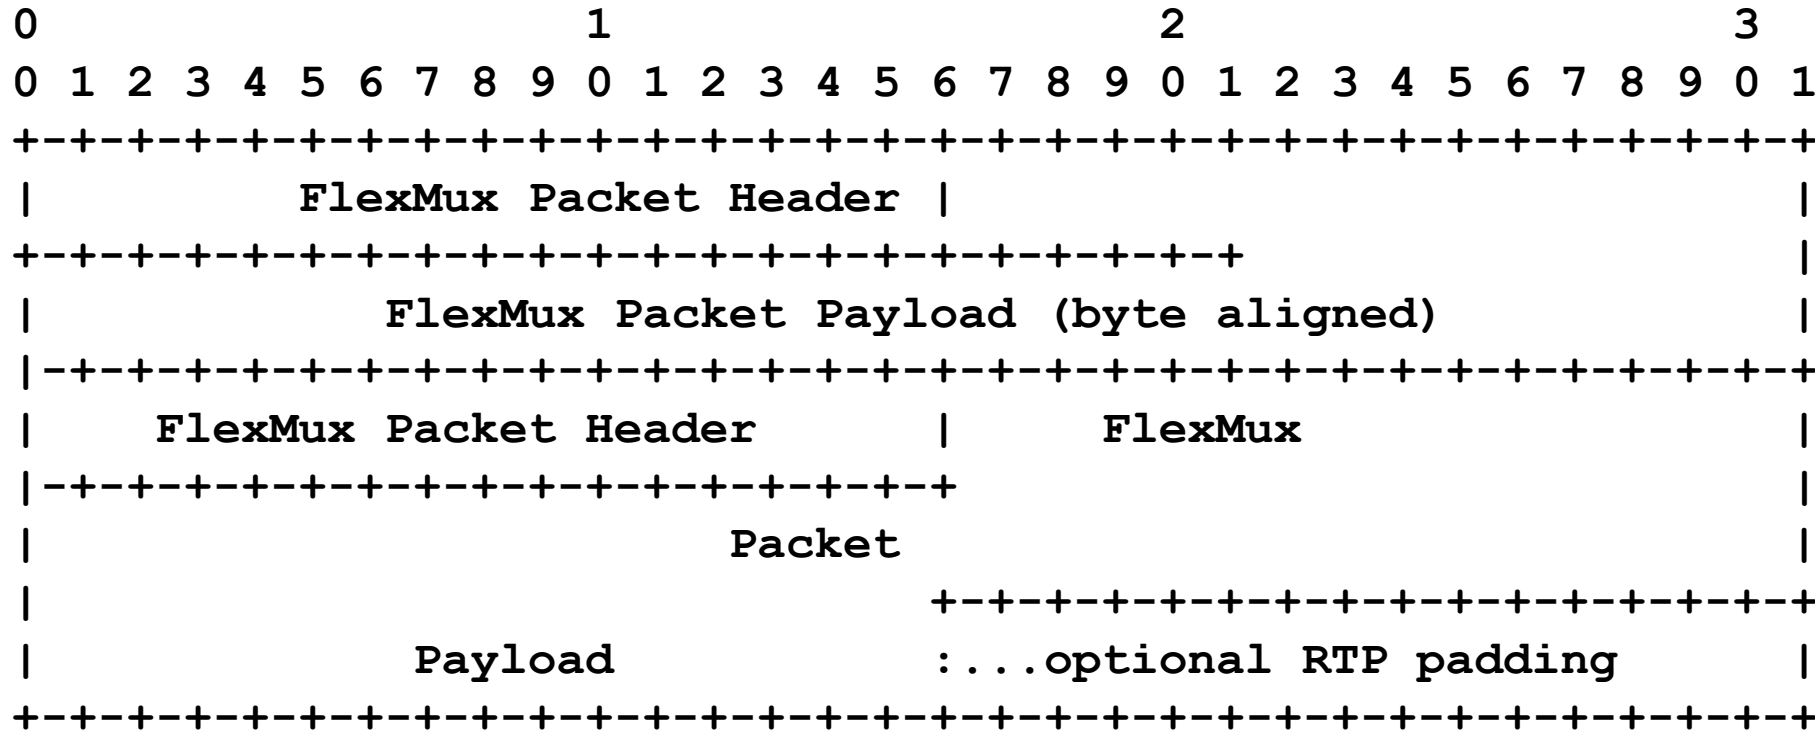 0                   1                   2                   3
0 1 2 3 4 5 6 7 8 9 0 1 2 3 4 5 6 7 8 9 0 1 2 3 4 5 6 7 8 9 0 1
+-+-+-+-+-+-+-+-+-+-+-+-+-+-+-+-+-+-+-+-+-+-+-+-+-+-+-+-+-+-+-+
|         FlexMux Packet Header |                             |
+-+-+-+-+-+-+-+-+-+-+-+-+-+-+-+-+-+-+-+-+-+                   |
|            FlexMux Packet Payload (byte aligned)            |
|-+-+-+-+-+-+-+-+-+-+-+-+-+-+-+-+-+-+-+-+-+-+-+-+-+-+-+-+-+-+-+
|    FlexMux Packet Header      |     FlexMux                 |
|-+-+-+-+-+-+-+-+-+-+-+-+-+-+-+-+                             |
|                        Packet                               |
|                               +-+-+-+-+-+-+-+-+-+-+-+-+-+-+-+
|             Payload           :...optional RTP padding      |
+-+-+-+-+-+-+-+-+-+-+-+-+-+-+-+-+-+-+-+-+-+-+-+-+-+-+-+-+-+-+-+